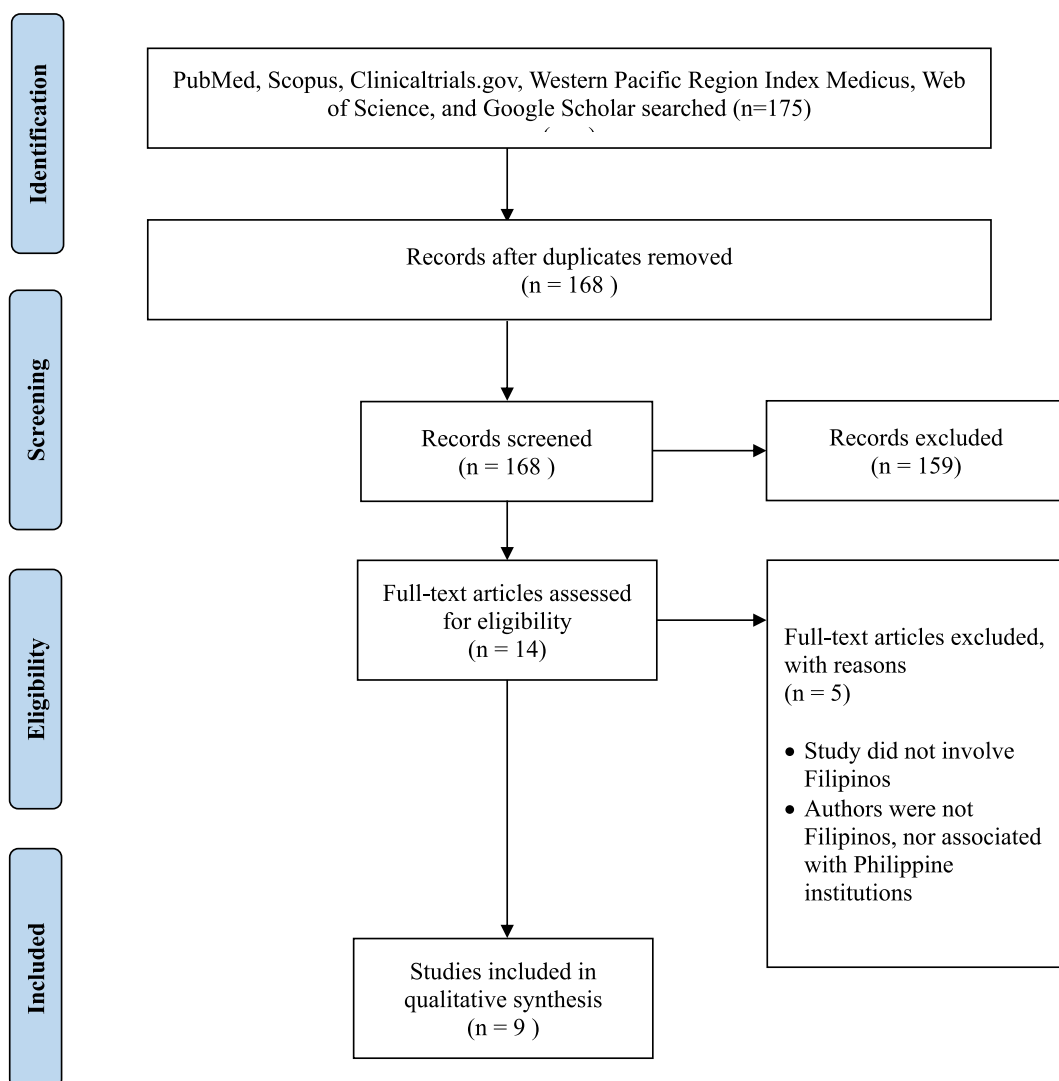 Identification
PubMed, Scopus, Clinicaltrials.gov, Western Pacific Region Index Medicus, Web
of Science, and Google Scholar searched (n=175)
Records after duplicates removed
(n = 168 )
Screening
Records screened
(n = 168 )
Records excluded
(n = 159)
Eligibility
Full-text articles assessed
for eligibility
(n = 14)
Full-text articles excluded,
with reasons
(n = 5)
• Study did not involve
Filipinos
• Authors were not
Filipinos, nor associated
with Philippine
institutions
Included
Studies included in
qualitative synthesis
(n = 9 )